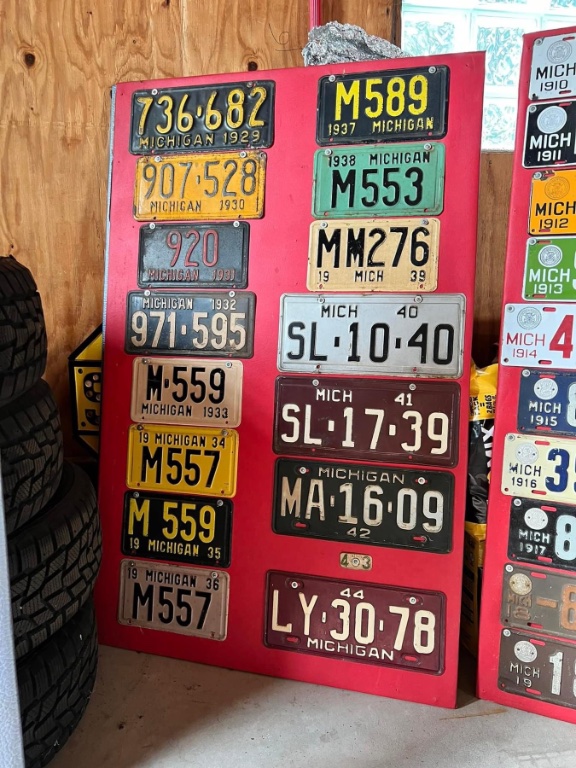 736·682
MICHIGAN 1929
907·528
MICHIGAN 1930
920
MICHIGAN 1931
MICHIGAN 1932
971·595
M·559
MICHIGAN 1933
19 MICHIGAN 34
M557
M 559
19 MICHIGAN 35
19 MICHIGAN 36
M557
M589
1937 MICHIGAN
1938 MICHIGAN
M553
MM276
19 MICH 39
MICH 40
SL·10·40
MICH 41
SL·17·39
MICHIGAN
MA·16·09
42
LY·30·78
44
MICHIGAN
MICH
1910
MICH
1911
MICH
1912
MICH
1913
MICH 4
1914
MICH
1915
MICH
1916
MICH
1917
MICH
19